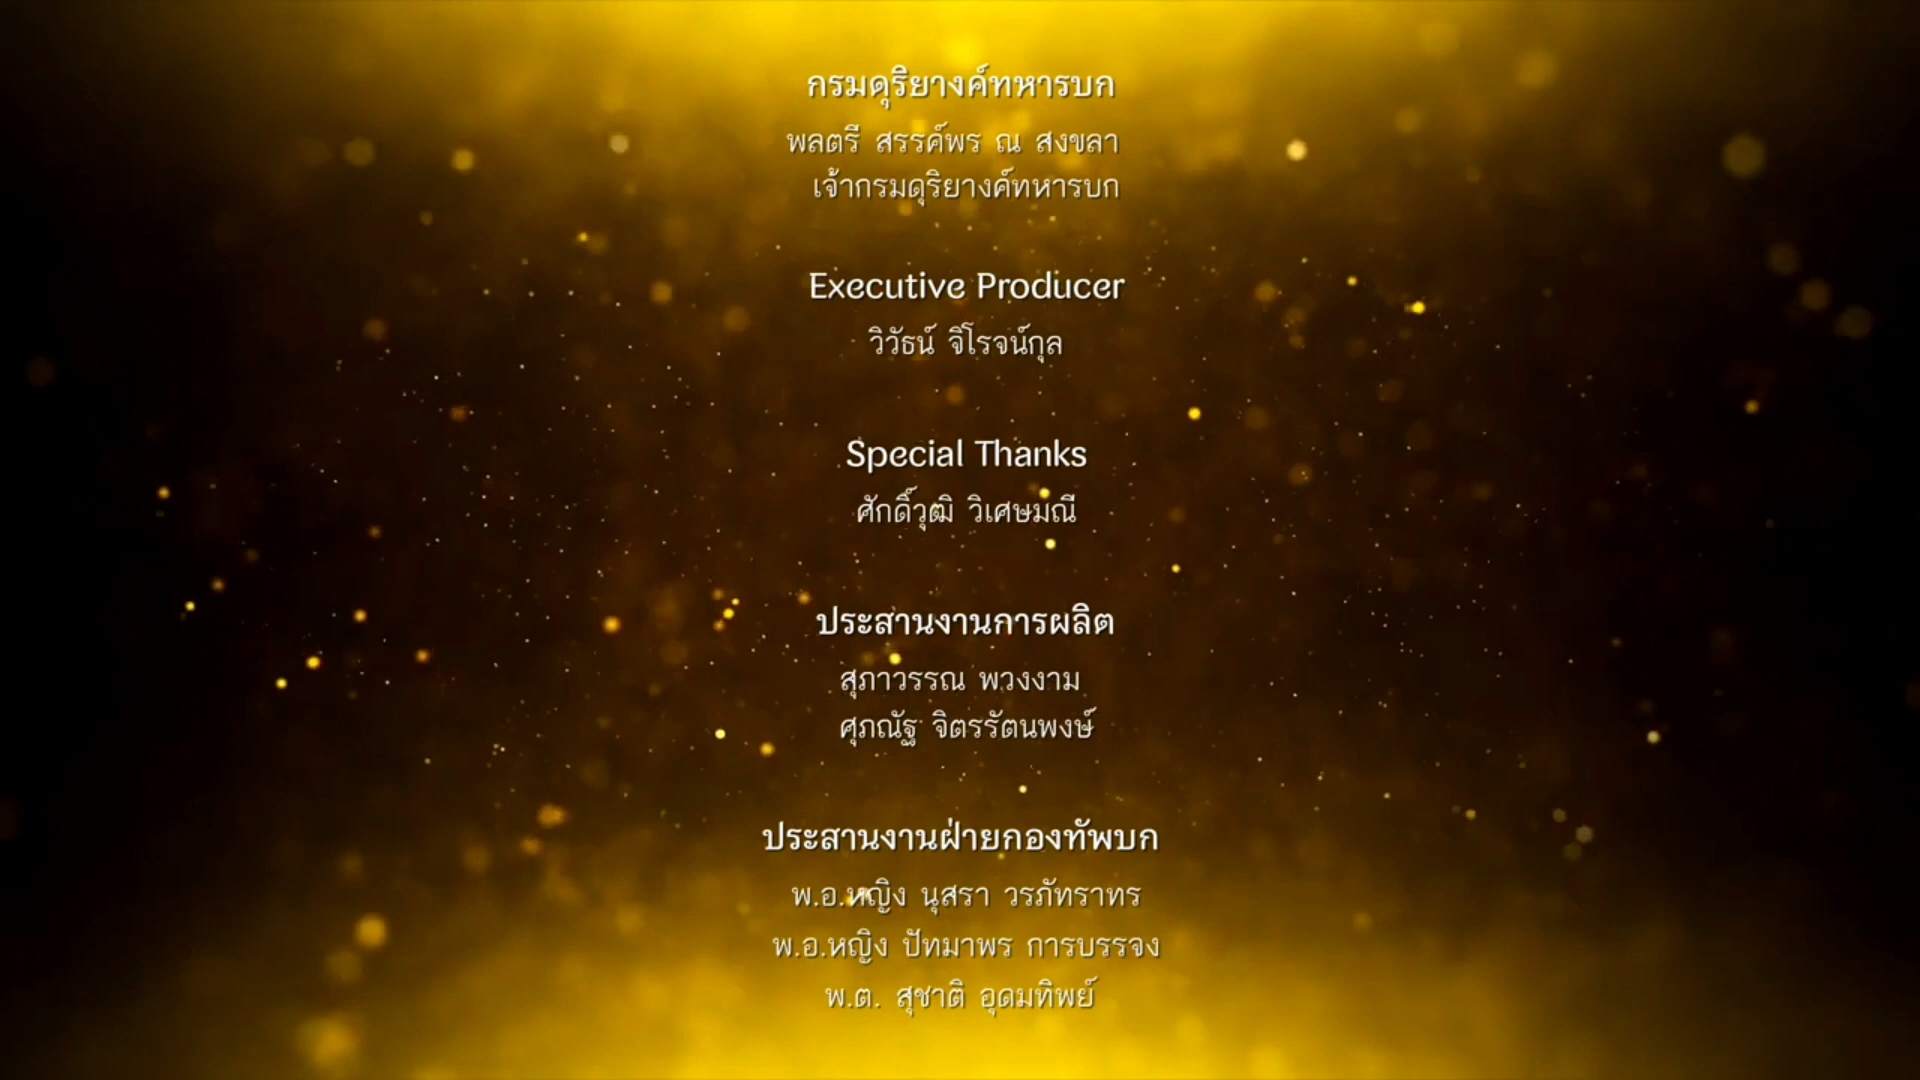 กรมดุริยางค์ทหารบก
พลตรี สรรค์พร ณ สงขลา
เจ้ากรมดุริยางค์ทหารบก
Executive Producer
วิวัธน์ จิโรจน์กุล
Special Thanks
ศักดิ์วุฒิ วิเศษมณี
ประสานงานการผลิต
สุภาวรรณ พวงงาม
ศุภณัฐ จิตรรัตนพงษ์
ประสานงานฝ่ายกองทัพบก
พ.อ.หญิง นุสรา วรภัทราทร
พ.อ.หญิง ปัทมาพร การบรรจง
พ.ต. สุชาติ อุดมทิพย์